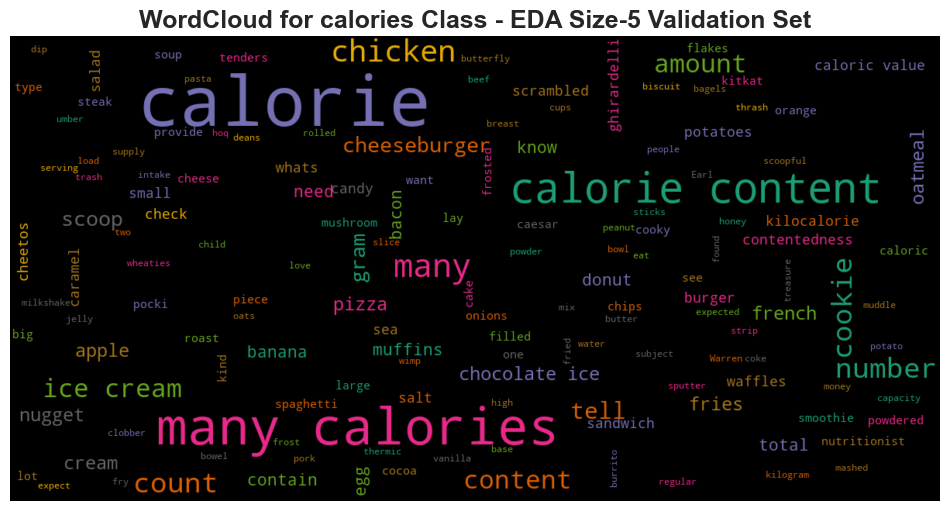 WordCloud for calories Class - EDA Size-5 Validation Set
dip
salad
soup
tenders
chicken
butterfly
ghirardelli
flakes
amount
caloric value
type
pasta
calorie
beef
scrambled
biscuit
bagels
kitkat
steak
cups
thrash
orange
umber
provide
hoq
deans
rolled
breast
potatoes
oatmeal
supply
cheeseburger
know
people
serving
load
trash
intake
cheese
whats
frosted
scoopful
Earl
small
need
candy
want
calorie content
scoop
check
bacon
mushroom
lay
caesar
sticks
cooky
peanut
honey
kilocalorie
cheetos
two
child
gram
slice
powder
bowl
eat
found
contentedness
caloric
caramel
wheaties
love
many
donut
see
treasure
cookie
milkshake
pocki
piece
pizza
cake
mix
chips
burger
french
jelly
oats
onions
butter
expected
muddle
big
roast
sea
filled
strip
apple
kind
banana
muffins
wimp
one
fried
water
subject
Warren
coke
potato
number
ice cream
large
chocolate ice
sputter
waffles
money
nugget
spaghetti
salt
high
tell
fries
capacity
clobber
many calories
sandwich
smoothie
powdered
frost
base
total
nutritionist
cream
bowel
pork
thermic
vanilla
burrito
mashed
lot
expect
fry
count
contain
egg
cocoa
content
regular
kilogram